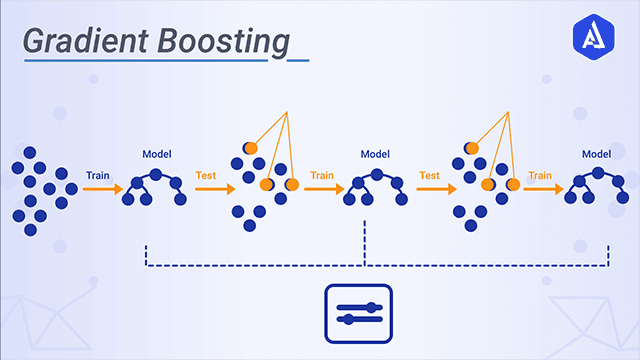 Gradient Boosting
Model
Model
Model
Train
Test
Train
Test
Train